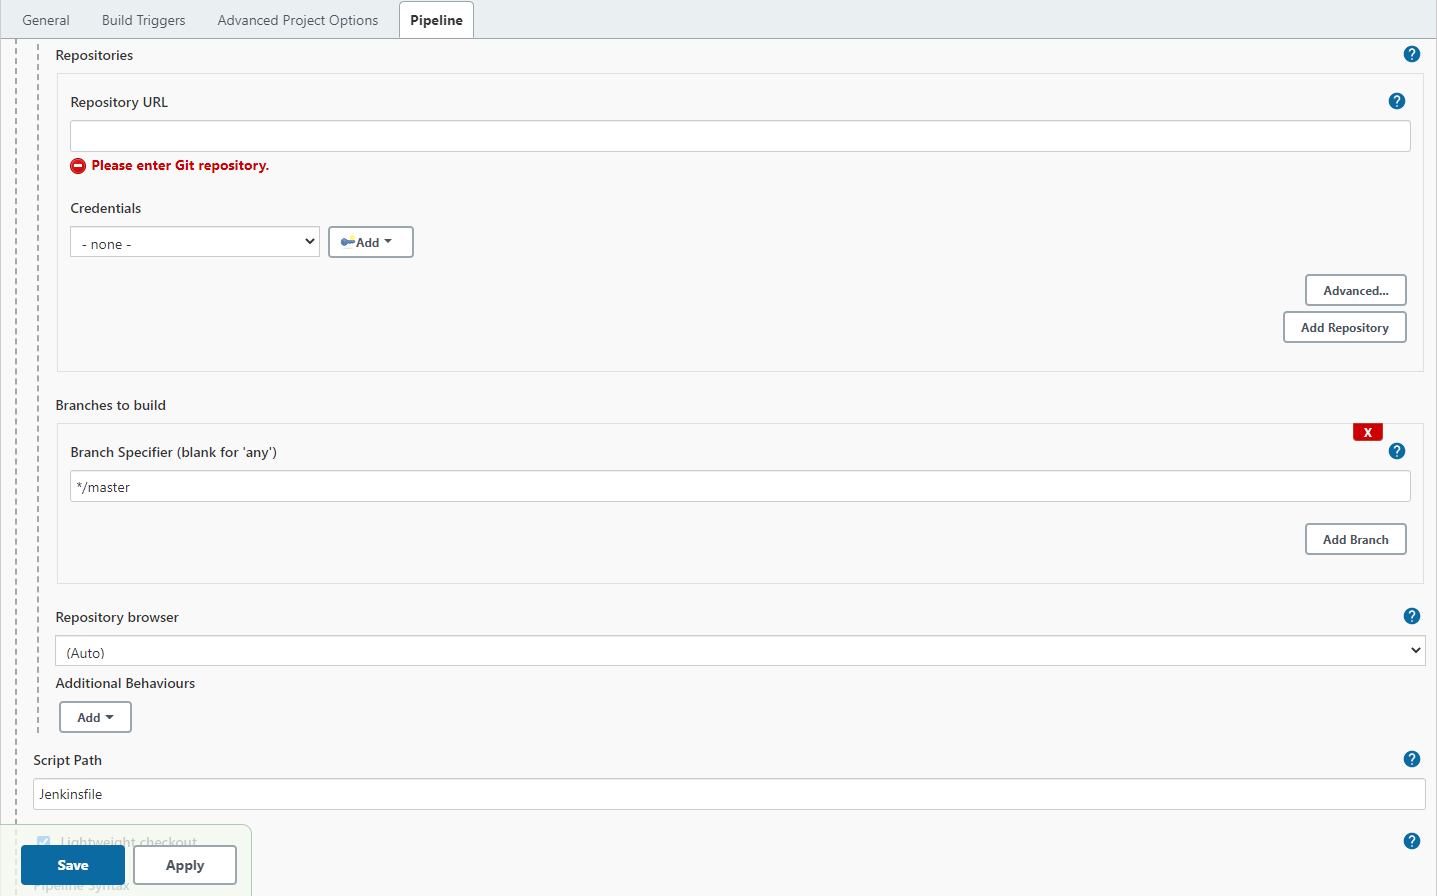 General Build Triggers Advanced Project Options Pipeline
Repositories ?
Repository URL ?
Please enter Git repository.
Credentials
- none - Add
Advanced...
Add Repository
Branches to build
X
Branch Specifier (blank for 'any') ?
*/master
Add Branch
Repository browser ?
(Auto)
Additional Behaviours
Add
Script Path ?
Jenkinsfile
Lightweight checkout ?
Save Apply
Pipeline Syntax